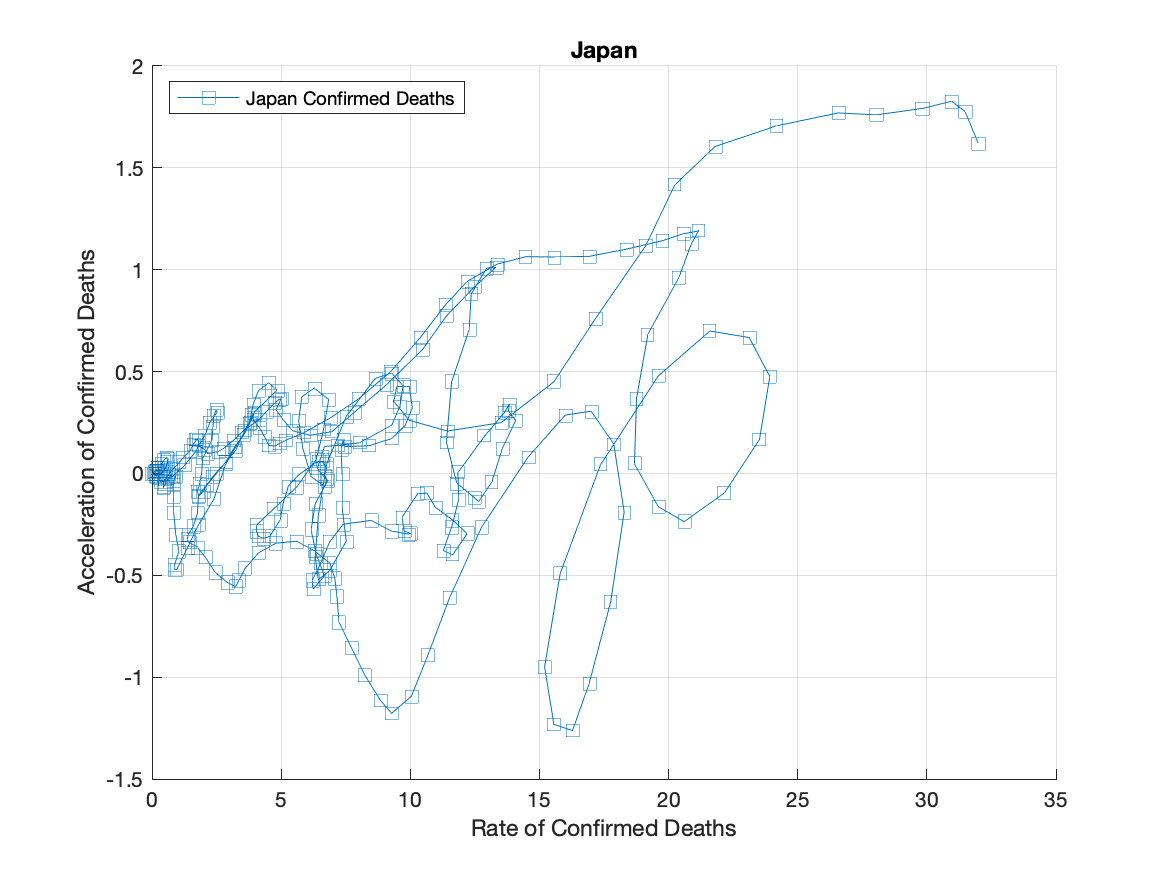 Japan
Japan Confirmed Deaths
2
1.5
1
0.5
0
-0.5
-1
-1.5
Acceleration of Confirmed Deaths
0 5 10 15 20 25 30 35
Rate of Confirmed Deaths